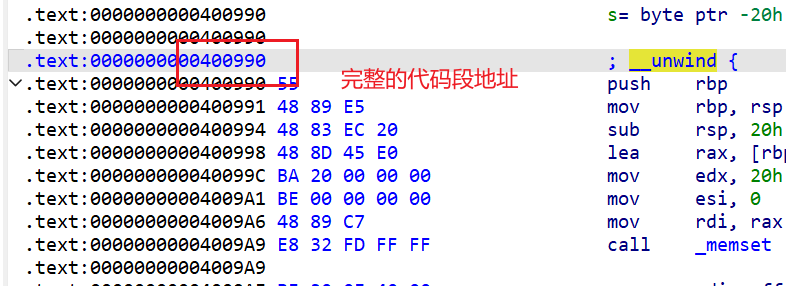 .text:0000000000400990 s= byte ptr -20h
.text:0000000000400990
.text:0000000000400990 ; __unwind {
.text:0000000000400990 55 push rbp
完整的代码段地址
.text:0000000000400991 48 89 E5 mov rbp, rsp
.text:0000000000400994 48 83 EC 20 sub rsp, 20h
.text:0000000000400998 48 8D 45 E0 lea rax, [rbp
.text:000000000040099C BA 20 00 00 00 mov edx, 20h
.text:00000000004009A1 BE 00 00 00 00 mov esi, 0
.text:00000000004009A6 48 89 C7 mov rdi, rax
.text:00000000004009A9 E8 32 FD FF FF call _memset
.text:00000000004009A9